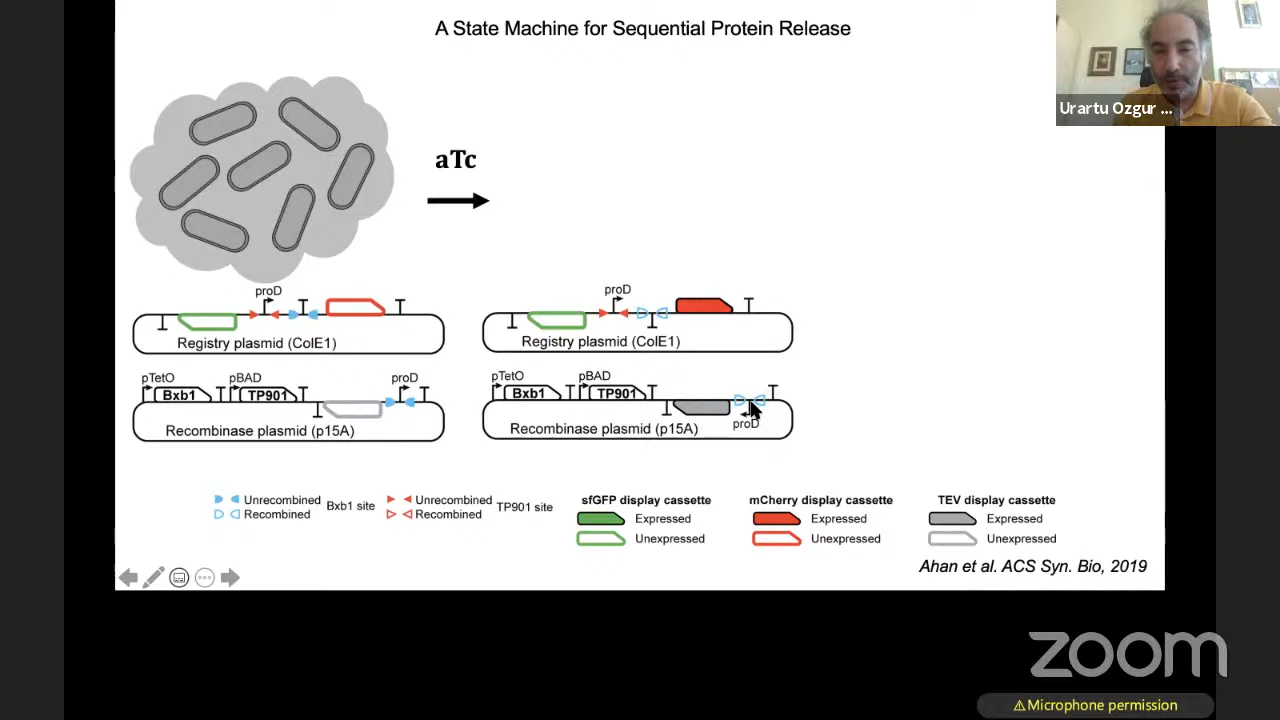 A State Machine for Sequential Protein Release
Urartu Ozgur ...
aTc
proD
Registry plasmid (ColE1)
pTetO
pBAD
proD
Bxb1
TP901
Recombinase plasmid (p15A)
proD
Registry plasmid (ColE1)
pTetO
pBAD
Bxb1
TP901
proD
Recombinase plasmid (p15A)
Unrecombined
Recombined
Bxb1 site
Unrecombined
Recombined
TP901 site
sfGFP display cassette
Expressed
Unexpressed
mCherry display cassette
Expressed
Unexpressed
TEV display cassette
Expressed
Unexpressed
Ahan et al. ACS Syn. Bio, 2019
zoom
⚠Microphone permission